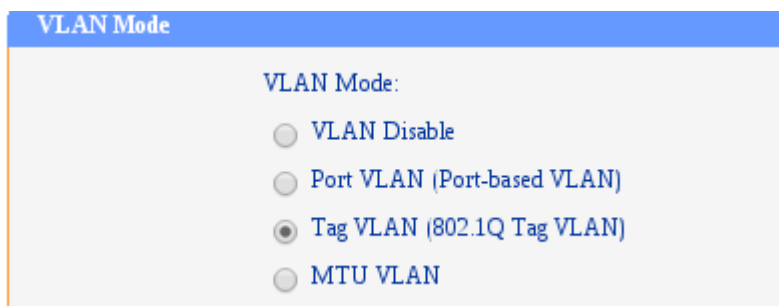 VLAN Mode
VLAN Mode:
VLAN Disable
Port VLAN (Port-based VLAN)
Tag VLAN (802.1Q Tag VLAN)
MTU VLAN